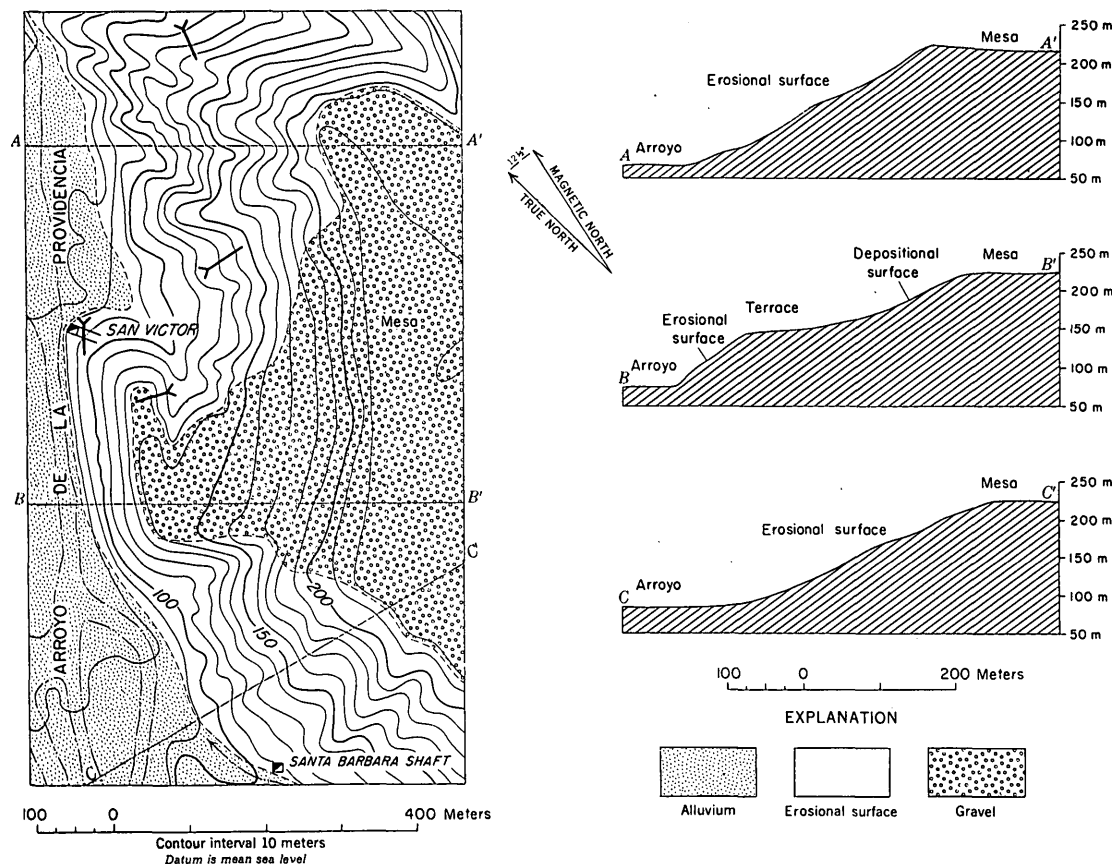 A
A'
PROVIDENCIA
LA
DE
ARROYO
SAN VICTOR
Mesa
B
B'
C'
100
150
200
C
SANTA BARBARA SHAFT
100 0 400 Meters
Contour interval 10 meters
Datum is mean sea level
12½°
MAGNETIC NORTH
TRUE NORTH
250 m
Mesa
A'
200 m
Erosional surface
150 m
Arroyo
100 m
A
50 m
250 m
Depositional
surface
Mesa
B'
200 m
Terrace
Erosional
surface
150 m
Arroyo
100 m
B
50 m
250 m
Mesa
C'
200 m
Erosional surface
150 m
Arroyo
C
100 m
50 m
100 0 200 Meters
EXPLANATION
Alluvium
Erosional surface
Gravel